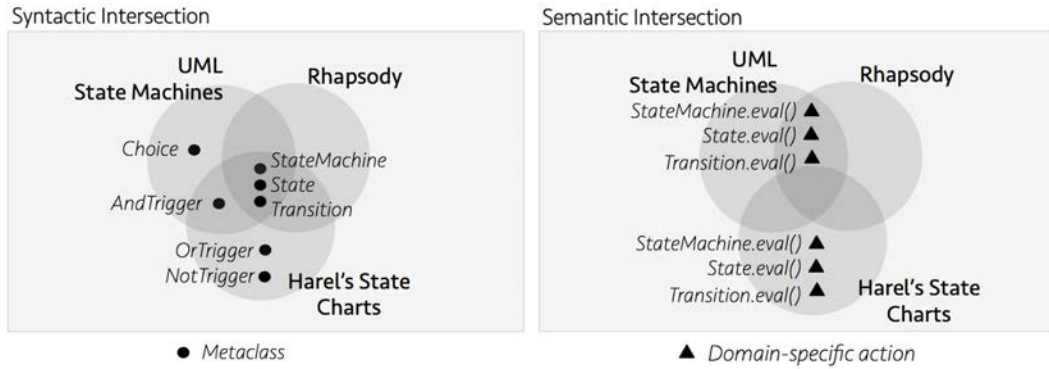 Syntactic Intersection
UML
State Machines
Rhapsody
Choice
StateMachine
State
Transition
AndTrigger
OrTrigger
NotTrigger
Harel's State
Charts
Metaclass
Semantic Intersection
UML
State Machines
Rhapsody
StateMachine.eval()
State.eval()
Transition.eval()
StateMachine.eval()
State.eval()
Transition.eval()
Harel's State
Charts
Domain-specific action